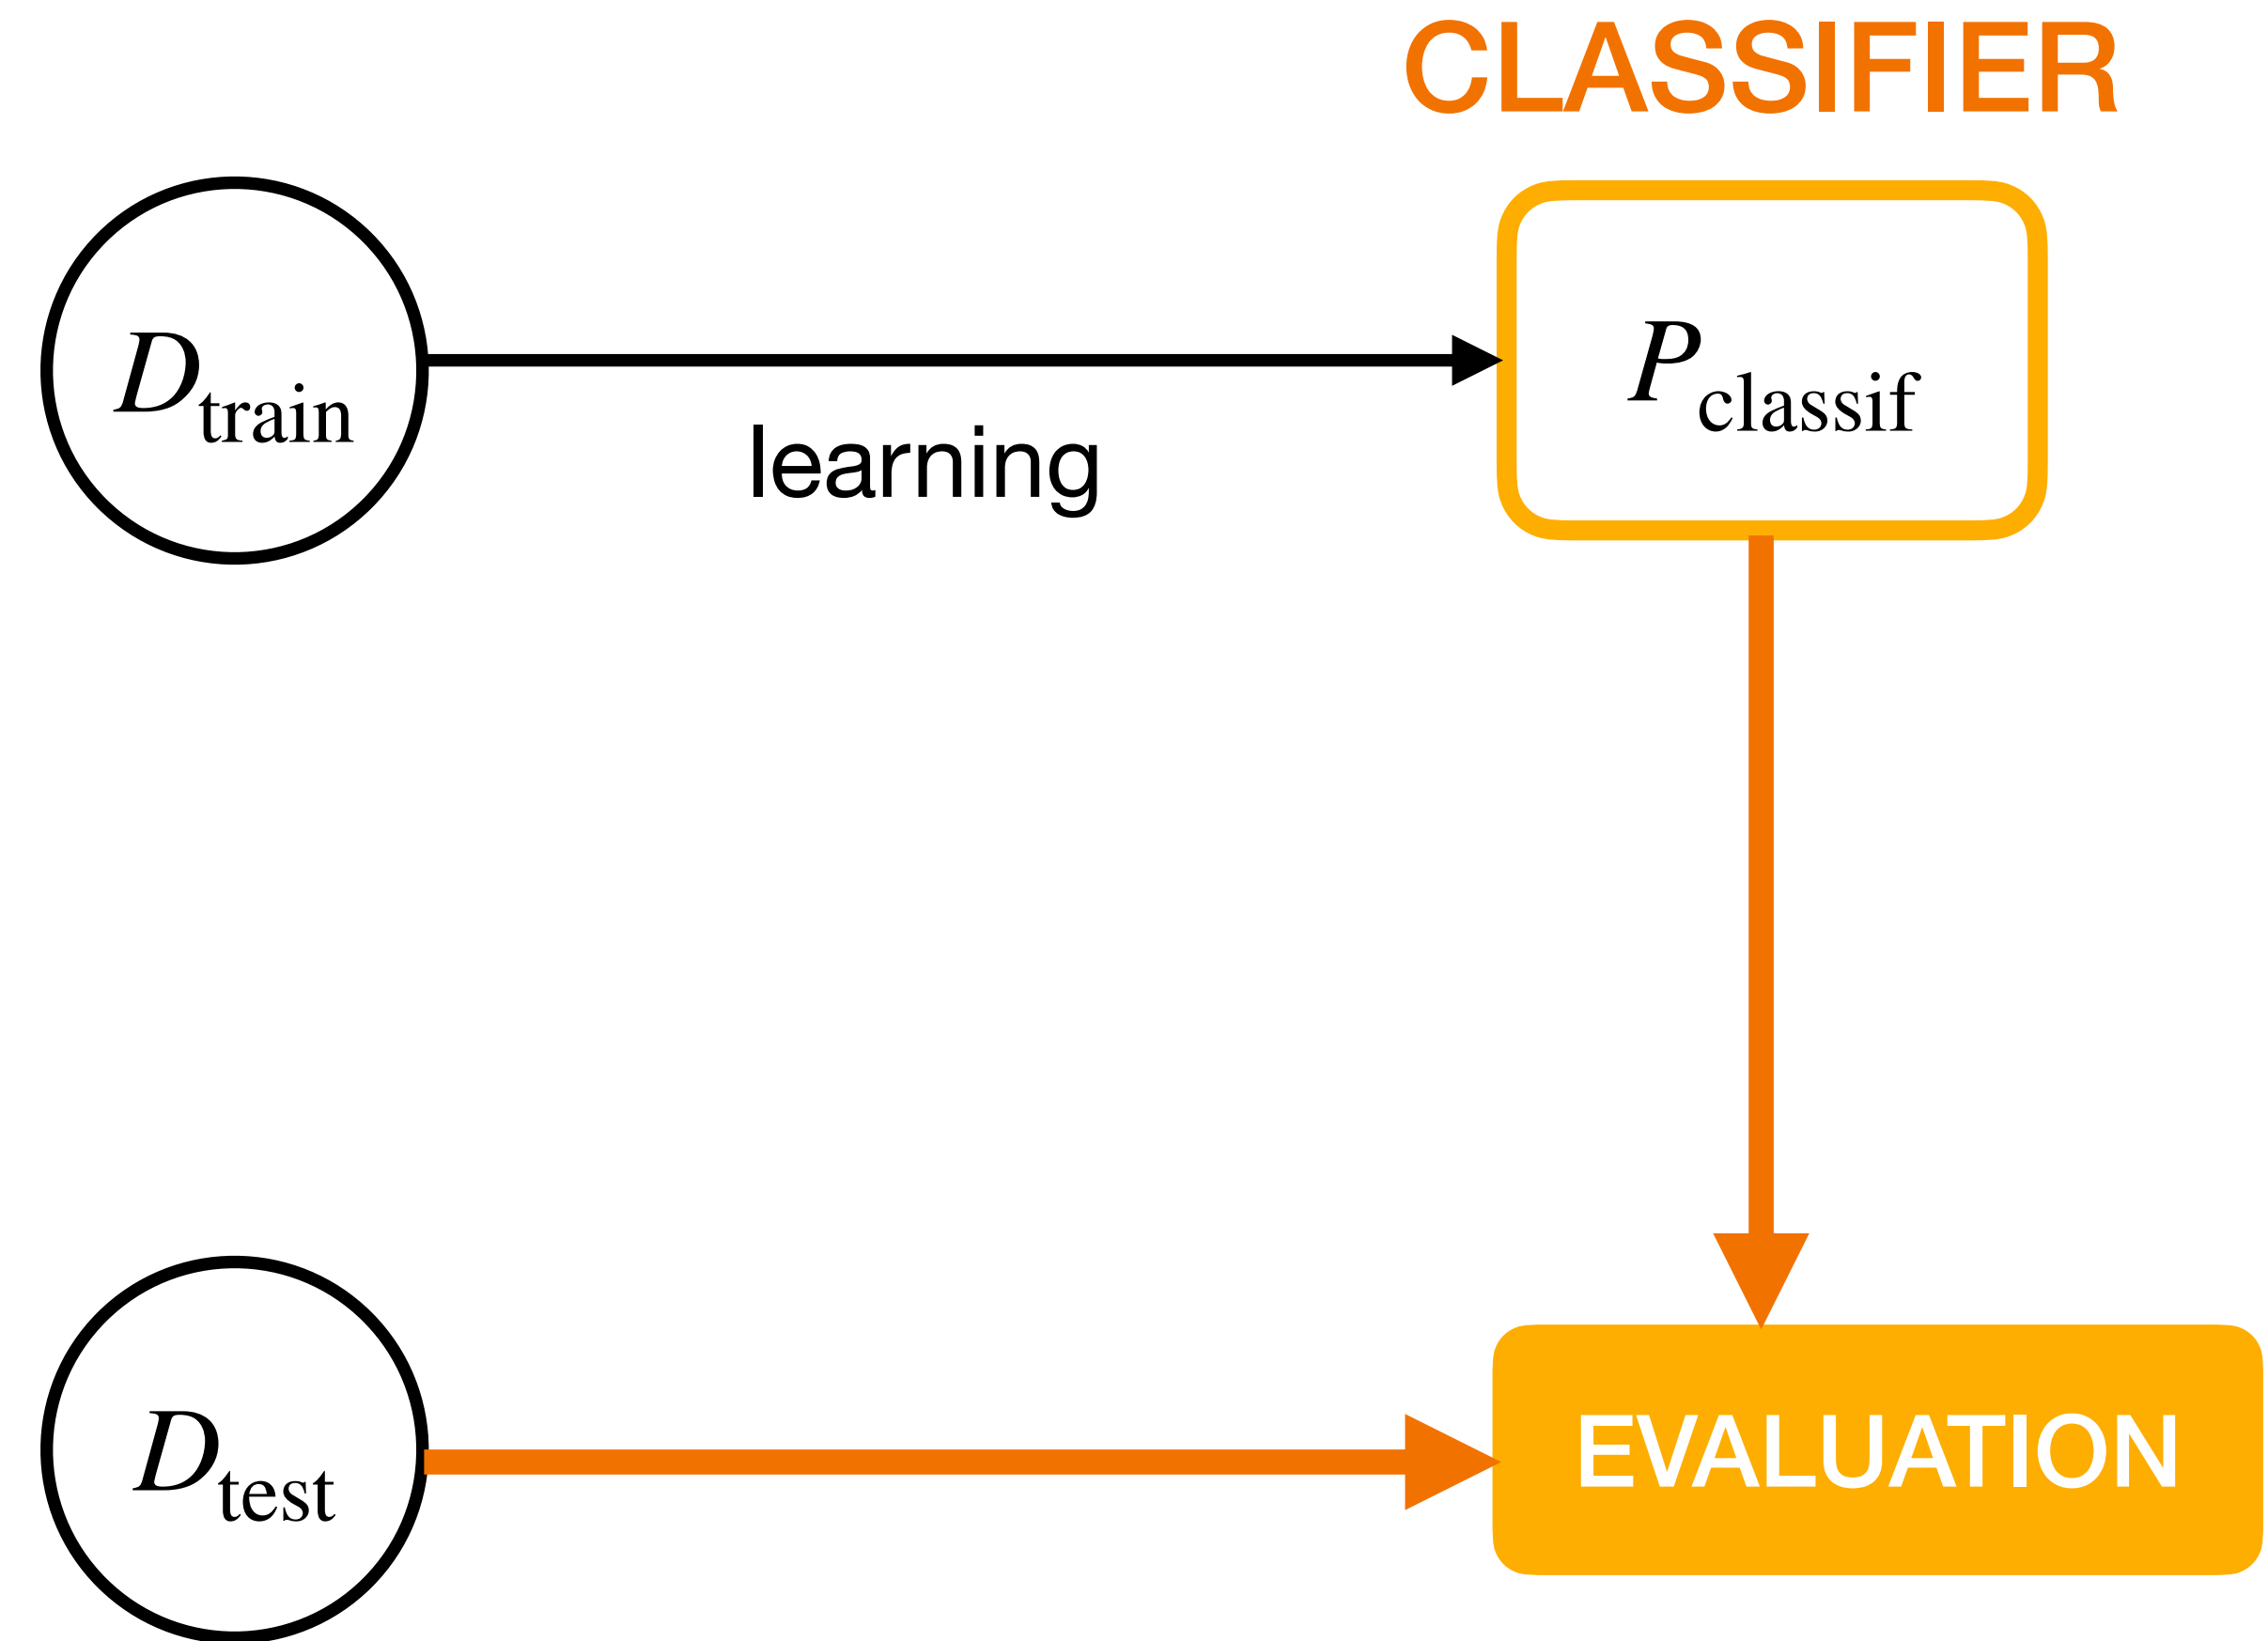 CLASSIFIER
D_train
P_classif
learning
D_test
EVALUATION